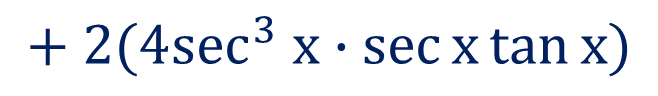 + 2(4sec³ x · sec x tan x)